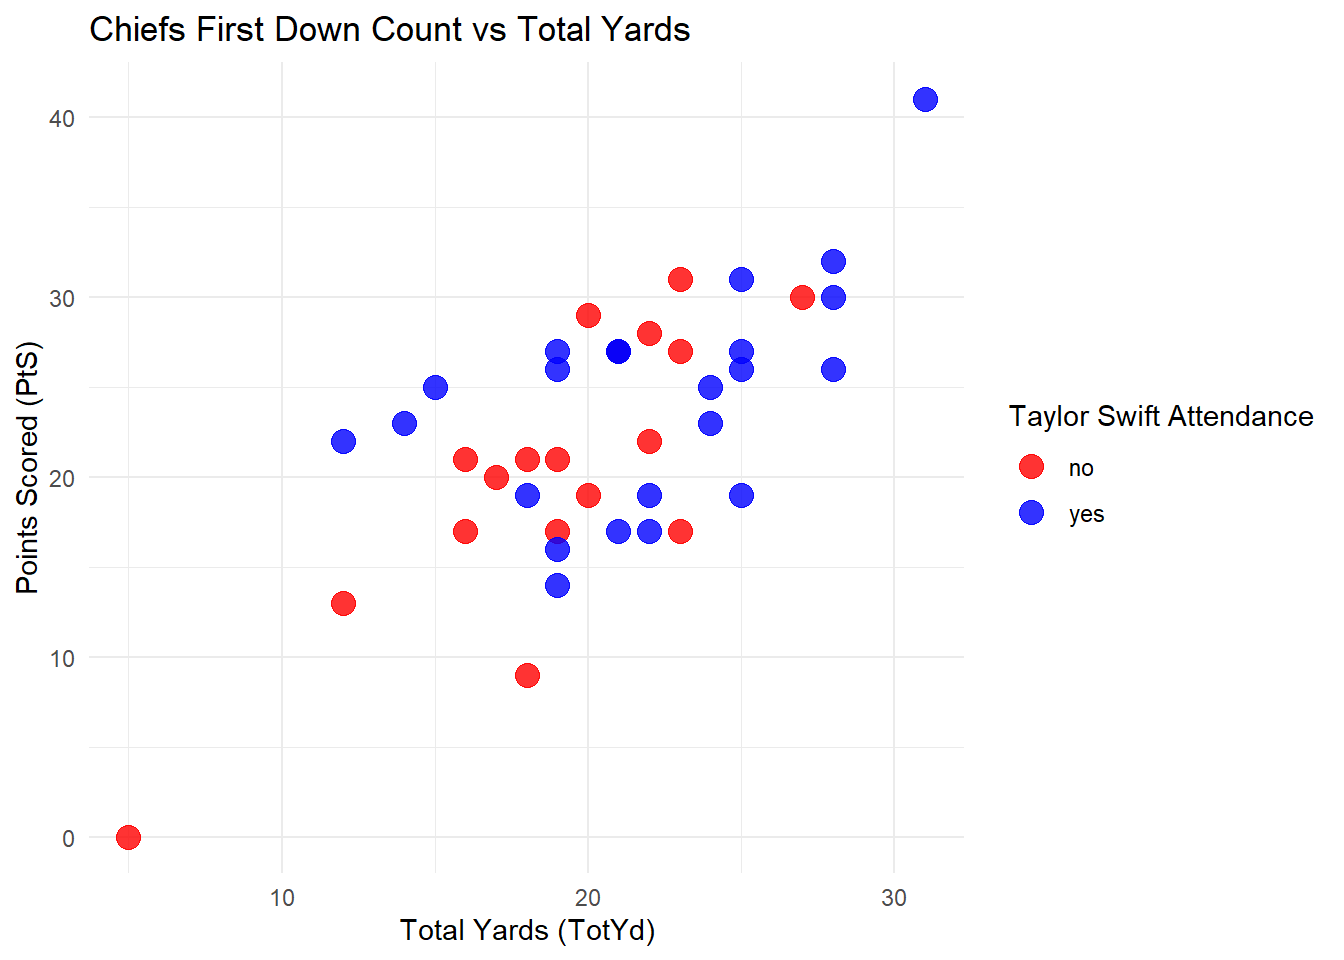 Chiefs First Down Count vs Total Yards
Points Scored (PtS)
40
30
20
10
0
10
20
30
Total Yards (TotYd)
Taylor Swift Attendance
no
yes